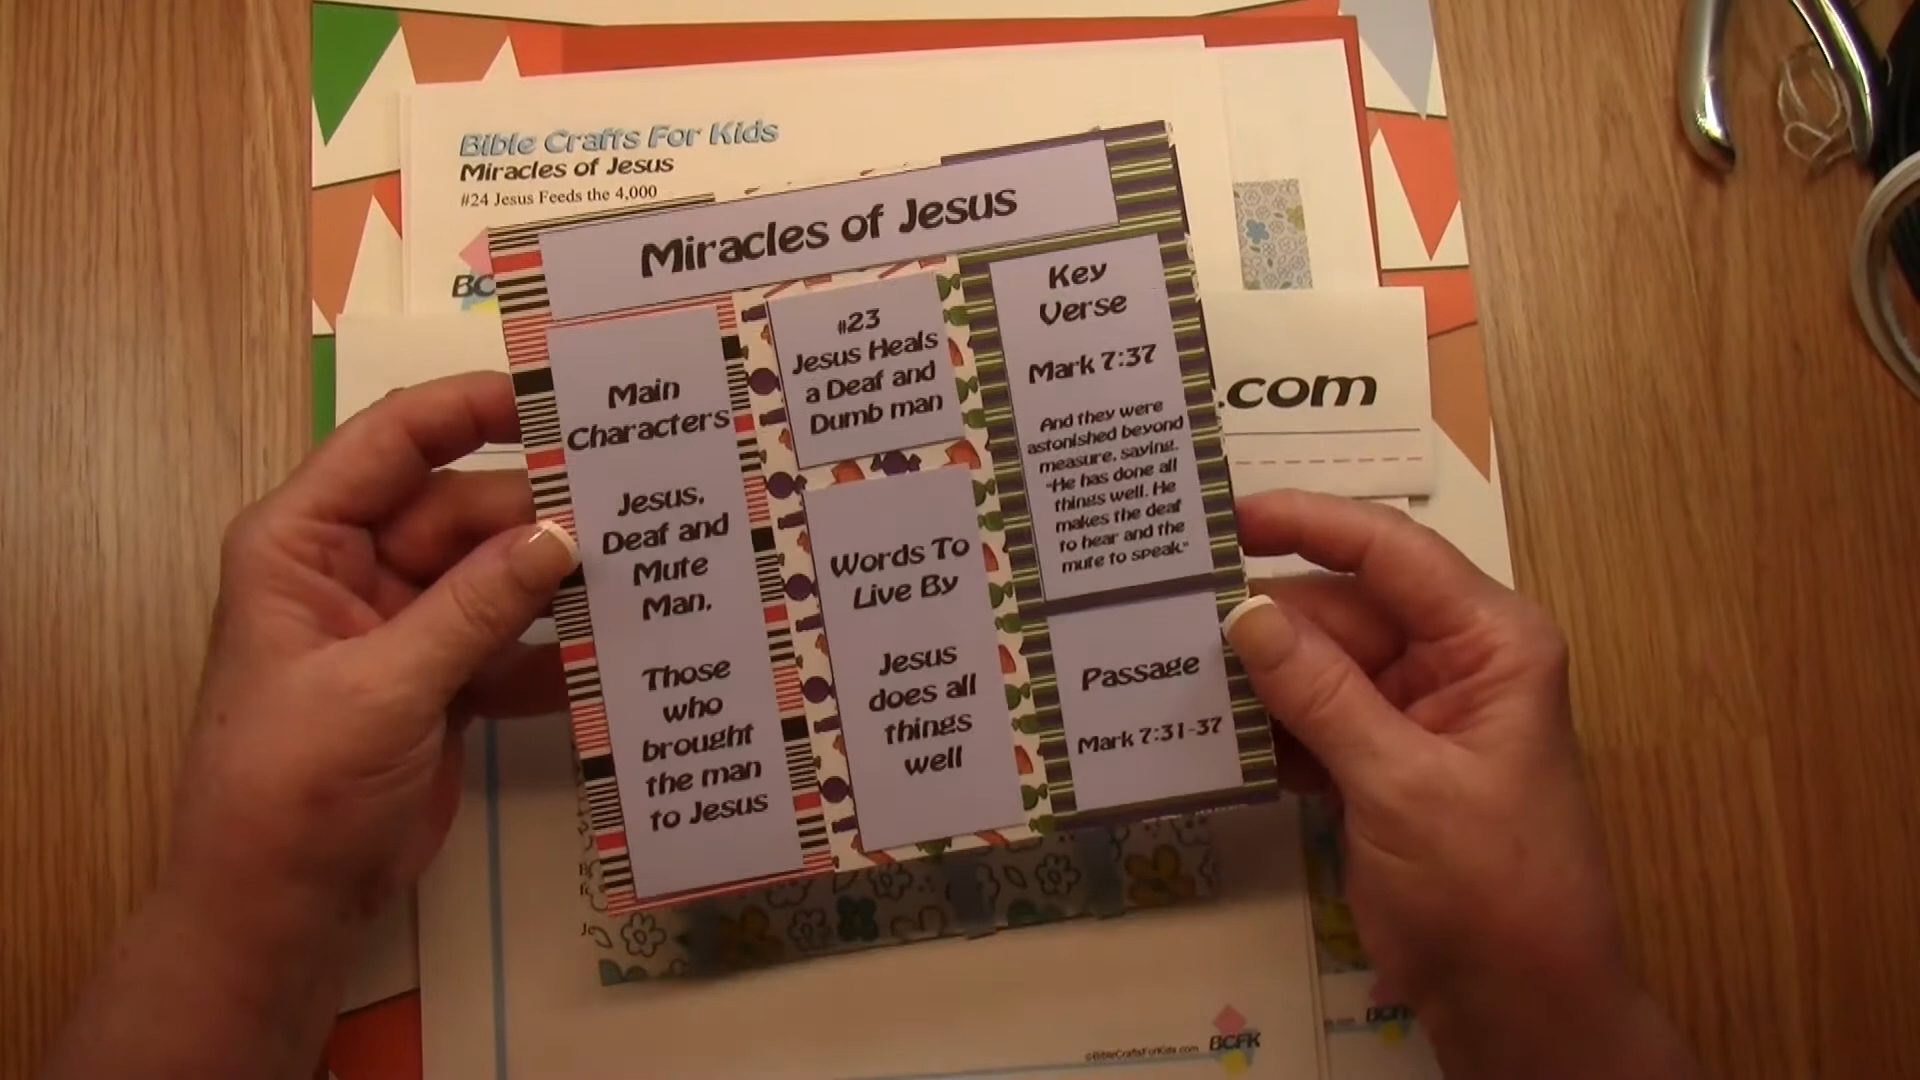 Bible Crafts For Kids
Miracles of Jesus
#24 Jesus Feeds the 4,000
BC
.com
Miracles of Jesus
Main
Characters
Jesus,
Deaf and
Mute
Man,
Those
who
brought
the man
to Jesus
#23
Jesus Heals
a Deaf and
Dumb man
Words To
Live By
Jesus
does all
things
well
Key
Verse
Mark 7:37
And they were
astonished beyond
measure, saying,
"He has done all
things well. He
makes the deaf
to hear and the
mute to speak."
Passage
Mark 7:31-37
©BibleCraftsForKids.com
BCFK